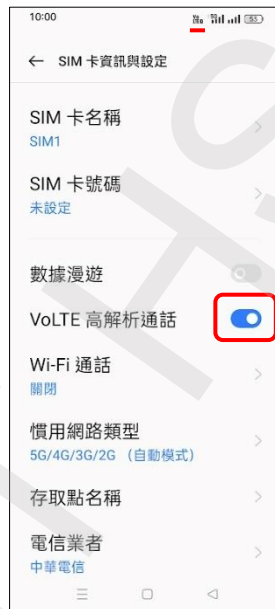 10:00
53
← SIM 卡資訊與設定
SIM 卡名稱
SIM1
SIM 卡號碼
未設定
數據漫遊
VoLTE 高解析通話
Wi-Fi 通話
關閉
慣用網路類型
5G/4G/3G/2G （自動模式）
存取點名稱
電信業者
中華電信